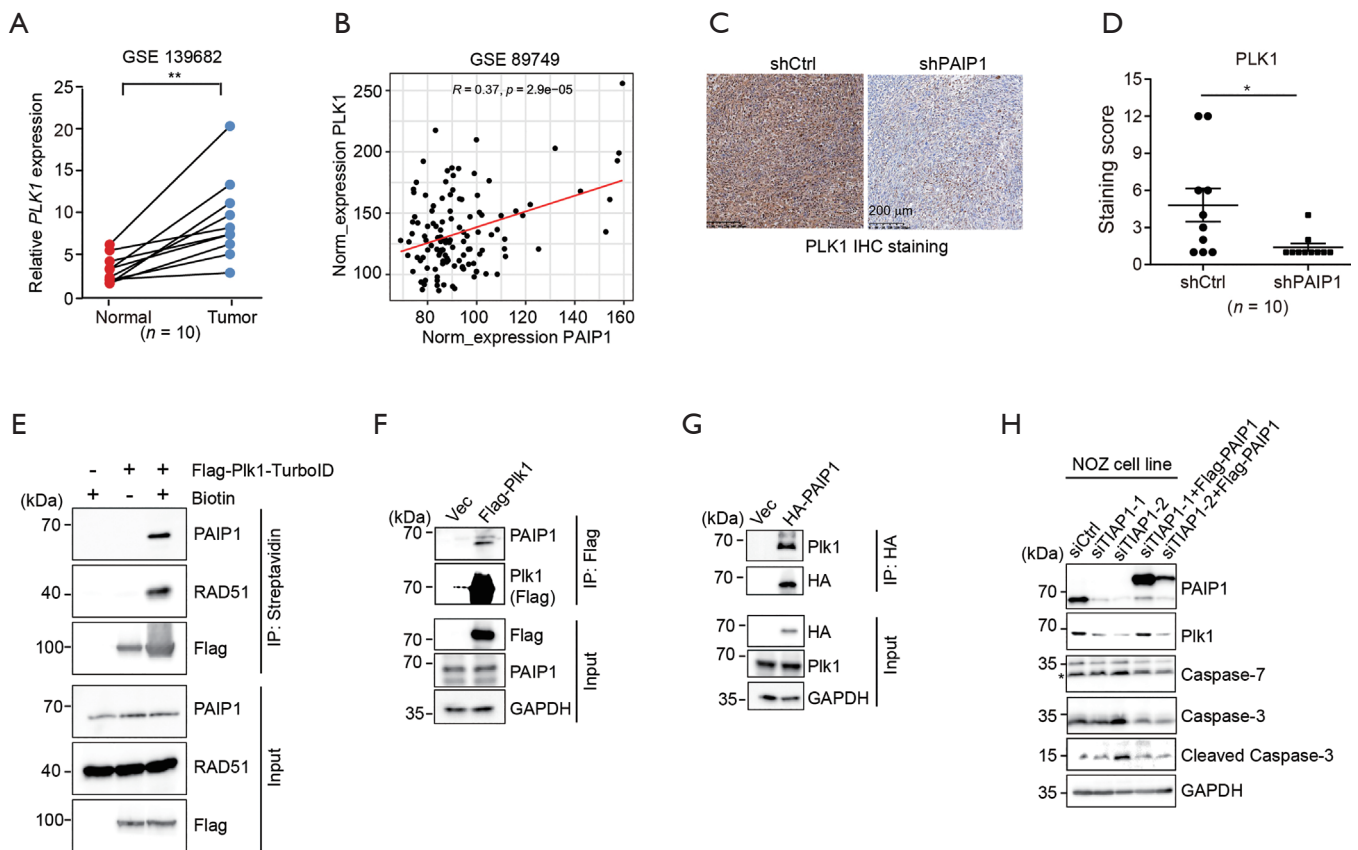 A
GSE 139682
**
Relative PLK1 expression
25
20
15
10
5
0
Normal Tumor
(n = 10)
B
GSE 89749
R = 0.37, p = 2.9e−05
Norm_expression PLK1
250
200
150
100
80 100 120 140 160
Norm_expression PAIP1
C
shCtrl shPAIP1
200 μm
PLK1 IHC staining
D
PLK1
*
Staining score
15
12
9
6
3
0
shCtrl shPAIP1
(n = 10)
E
- + + Flag-Plk1-TurboID
+ - + Biotin
(kDa)
70 PAIP1
40 RAD51
100 Flag
IP: Streptavidin
70 PAIP1
40 RAD51
100 Flag
Input
F
Vec Flag-Plk1
(kDa)
70 PAIP1
70 Plk1
(Flag)
IP: Flag
70 Flag
70 PAIP1
35 GAPDH
Input
G
Vec HA-PAIP1
(kDa)
70 Plk1
70 HA
IP: HA
70 HA
70 Plk1
35 GAPDH
Input
H
NOZ cell line
siCtrl siTIAP1-1 siTIAP1-2 siTIAP1-1+Flag-PAIP1 siTIAP1-2+Flag-PAIP1
(kDa)
70 PAIP1
70 Plk1
35 Caspase-7
*
35 Caspase-3
15 Cleaved Caspase-3
35 GAPDH